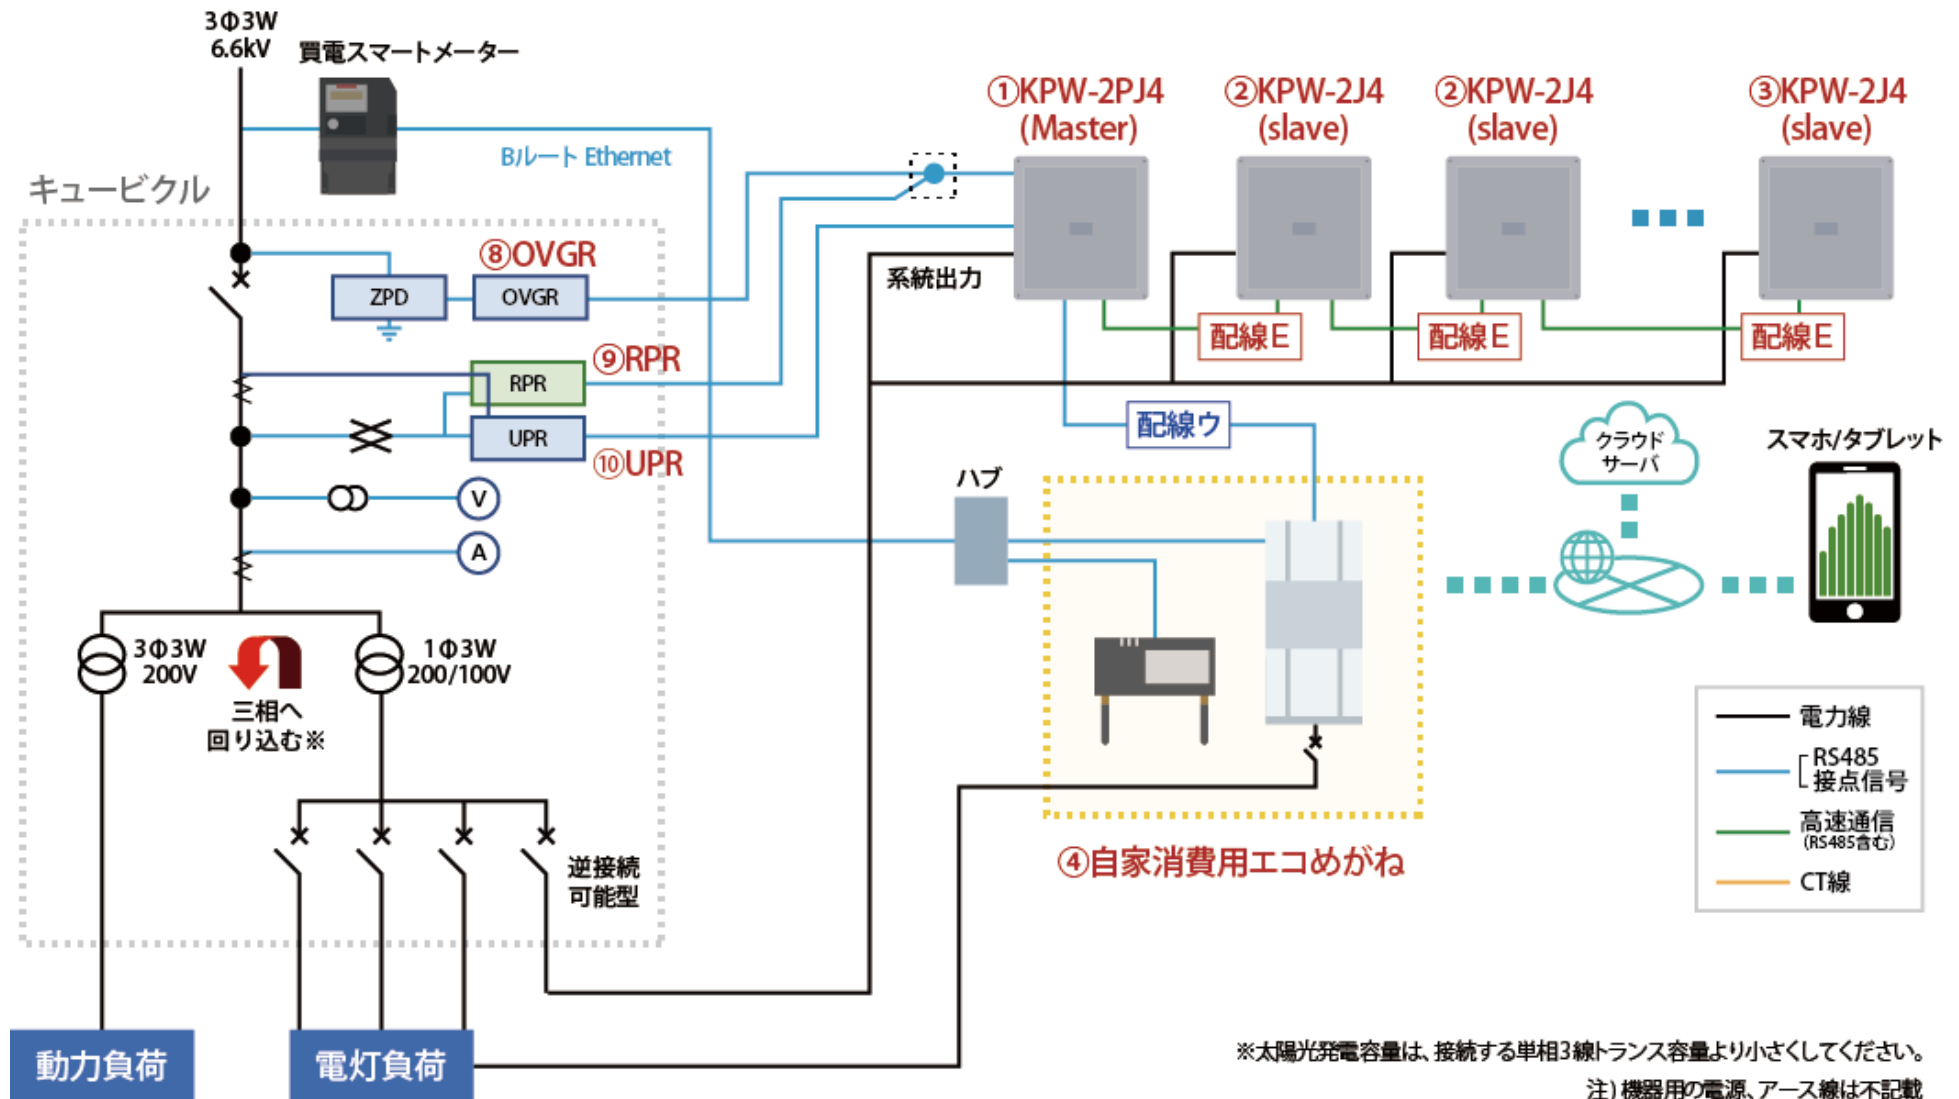 3Φ3W
6.6kV
買電スマートメーター
Bルート Ethernet
キュービクル
①KPW-2PJ4
(Master)
②KPW-2J4
(slave)
②KPW-2J4
(slave)
③KPW-2J4
(slave)
⑧OVGR
ZPD
OVGR
系統出力
配線E
配線E
配線E
⑨RPR
RPR
UPR
⑩UPR
配線ウ
V
A
ハブ
クラウド
サーバ
スマホ/タブレット
3Φ3W
200V
1Φ3W
200/100V
三相へ
回り込む※
逆接続
可能型
④自家消費用エコめがね
電力線
RS485
接点信号
高速通信
(RS485含む)
CT線
動力負荷
電灯負荷
※太陽光発電容量は、接続する単相3線トランス容量より小さくしてください。
注)機器用の電源、アース線は不記載